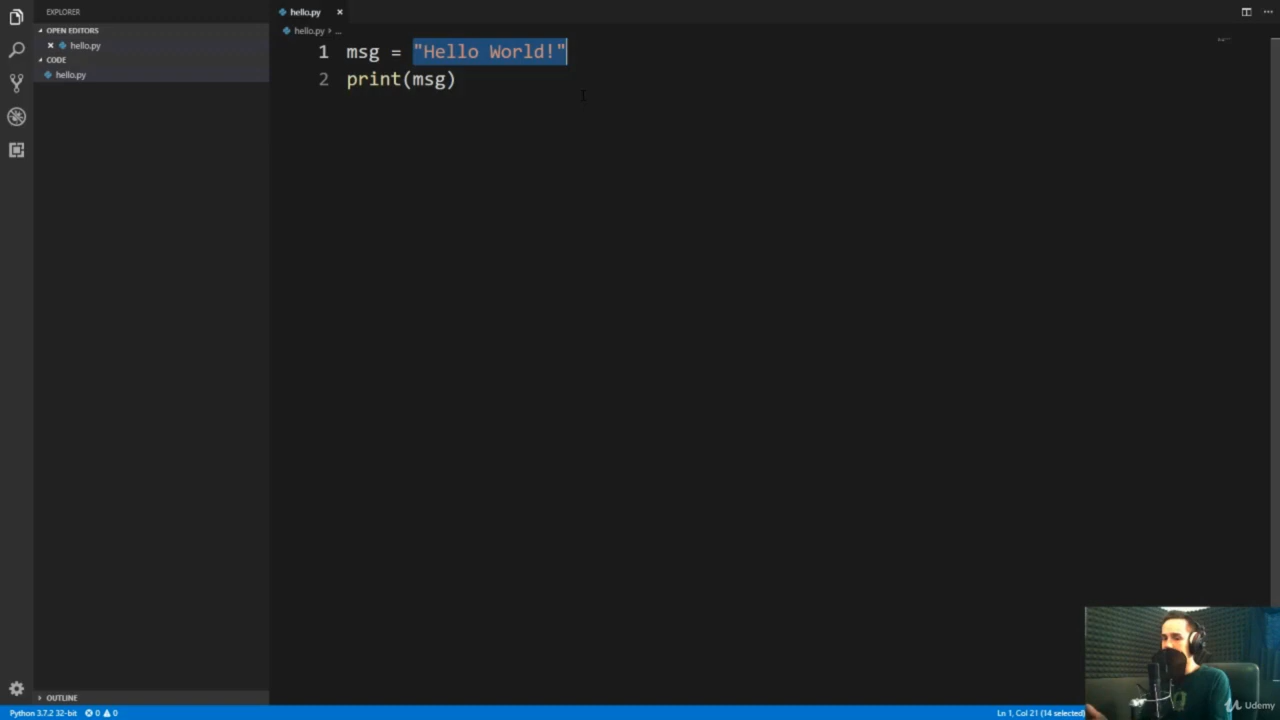 EXPLORER
OPEN EDITORS
hello.py
CODE
hello.py
OUTLINE
hello.py
hello.py > ...
1 msg = "Hello World!"
2 print(msg)
Python 3.7.2 32-bit 0 0
Ln 1, Col 21 (14 selected)
Udemy